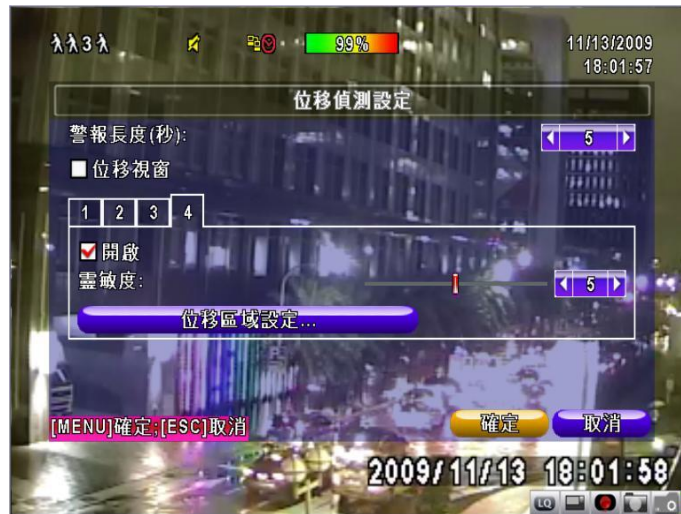 3
99%
11/13/2009
18:01:57
位移偵測設定
警報長度(秒):
5
位移視窗
1 2 3 4
開啟
靈敏度:
5
位移區域設定...
[MENU]確定;[ESC]取消
確定
取消
2009/11/13 18:01:58
LQ